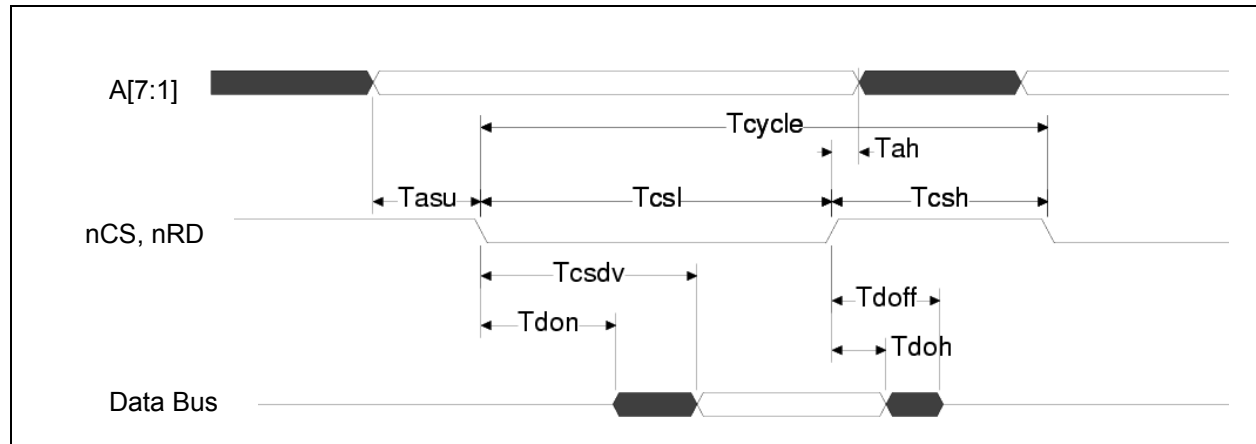 A[7:1]
Tcycle
Tah
Tasu
Tcsl
Tcsh
nCS, nRD
Tcsdv
Tdoff
Tdon
Tdoh
Data Bus